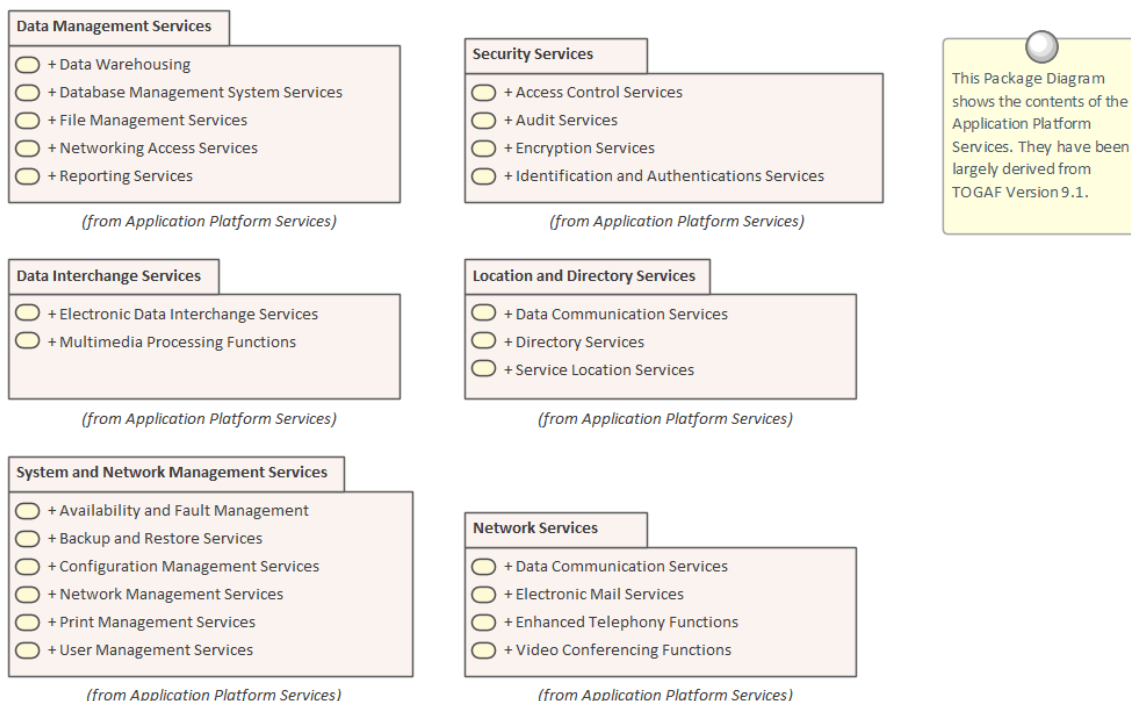 Data Management Services
+ Data Warehousing
+ Database Management System Services
+ File Management Services
+ Networking Access Services
+ Reporting Services
(from Application Platform Services)
Security Services
+ Access Control Services
+ Audit Services
+ Encryption Services
+ Identification and Authentications Services
(from Application Platform Services)
This Package Diagram
shows the contents of the
Application Platform
Services. They have been
largely derived from
TOGAF Version 9.1.
Data Interchange Services
+ Electronic Data Interchange Services
+ Multimedia Processing Functions
(from Application Platform Services)
Location and Directory Services
+ Data Communication Services
+ Directory Services
+ Service Location Services
(from Application Platform Services)
System and Network Management Services
+ Availability and Fault Management
+ Backup and Restore Services
+ Configuration Management Services
+ Network Management Services
+ Print Management Services
+ User Management Services
(from Application Platform Services)
Network Services
+ Data Communication Services
+ Electronic Mail Services
+ Enhanced Telephony Functions
+ Video Conferencing Functions
(from Application Platform Services)